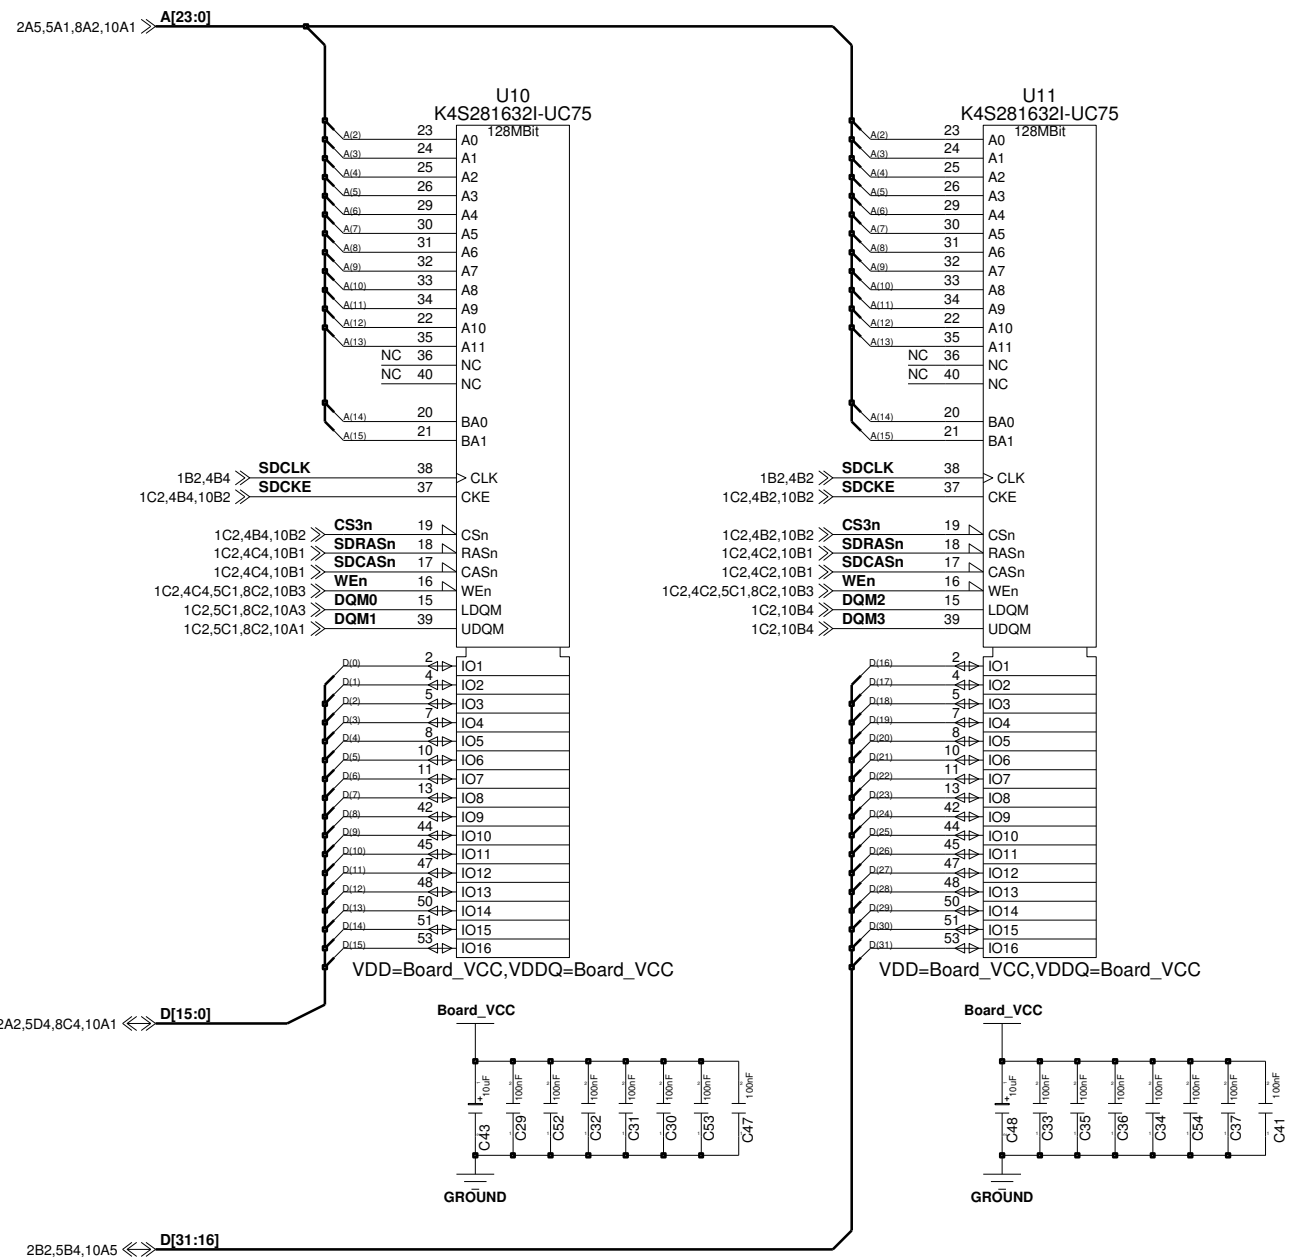 2A5,5A1,8A2,10A1 A[23:0]
U10
K4S281632I-UC75
128MBit
A(2) 23 A0
A(3) 24 A1
A(4) 25 A2
A(5) 26 A3
A(6) 29 A4
A(7) 30 A5
A(8) 31 A6
A(9) 32 A7
A(10) 33 A8
A(11) 34 A9
A(12) 22 A10
A(13) 35 A11
NC 36 NC
NC 40 NC
A(14) 20 BA0
A(15) 21 BA1
1B2,4B4 SDCLK 38 CLK
1C2,4B4,10B2 SDCKE 37 CKE
1C2,4B4,10B2 CS3n 19 CSn
1C2,4C4,10B1 SDRASn 18 RASn
1C2,4C4,10B1 SDCASn 17 CASn
1C2,4C4,5C1,8C2,10B3 WEn 16 WEn
1C2,5C1,8C2,10A3 DQM0 15 LDQM
1C2,5C1,8C2,10A1 DQM1 39 UDQM
D(0) 2 IO1
D(1) 4 IO2
D(2) 5 IO3
D(3) 7 IO4
D(4) 8 IO5
D(5) 10 IO6
D(6) 11 IO7
D(7) 13 IO8
D(8) 42 IO9
D(9) 44 IO10
D(10) 45 IO11
D(11) 47 IO12
D(12) 48 IO13
D(13) 50 IO14
D(14) 51 IO15
D(15) 53 IO16
VDD=Board_VCC,VDDQ=Board_VCC
2A2,5D4,8C4,10A1 D[15:0]
Board_VCC
10uF 100nF 100nF 100nF 100nF 100nF 100nF 100nF
C43 C29 C52 C32 C31 C30 C53 C47
GROUND
U11
K4S281632I-UC75
128MBit
A(2) 23 A0
A(3) 24 A1
A(4) 25 A2
A(5) 26 A3
A(6) 29 A4
A(7) 30 A5
A(8) 31 A6
A(9) 32 A7
A(10) 33 A8
A(11) 34 A9
A(12) 22 A10
A(13) 35 A11
NC 36 NC
NC 40 NC
A(14) 20 BA0
A(15) 21 BA1
1B2,4B2 SDCLK 38 CLK
1C2,4B2,10B2 SDCKE 37 CKE
1C2,4B2,10B2 CS3n 19 CSn
1C2,4C2,10B1 SDRASn 18 RASn
1C2,4C2,10B1 SDCASn 17 CASn
1C2,4C2,5C1,8C2,10B3 WEn 16 WEn
1C2,10B4 DQM2 15 LDQM
1C2,10B4 DQM3 39 UDQM
D(16) 2 IO1
D(17) 4 IO2
D(18) 5 IO3
D(19) 7 IO4
D(20) 8 IO5
D(21) 10 IO6
D(22) 11 IO7
D(23) 13 IO8
D(24) 42 IO9
D(25) 44 IO10
D(26) 45 IO11
D(27) 47 IO12
D(28) 48 IO13
D(29) 50 IO14
D(30) 51 IO15
D(31) 53 IO16
VDD=Board_VCC,VDDQ=Board_VCC
Board_VCC
10uF 100nF 100nF 100nF 100nF 100nF 100nF 100nF
C48 C33 C35 C36 C34 C54 C37 C41
GROUND
2B2,5B4,10A5 D[31:16]